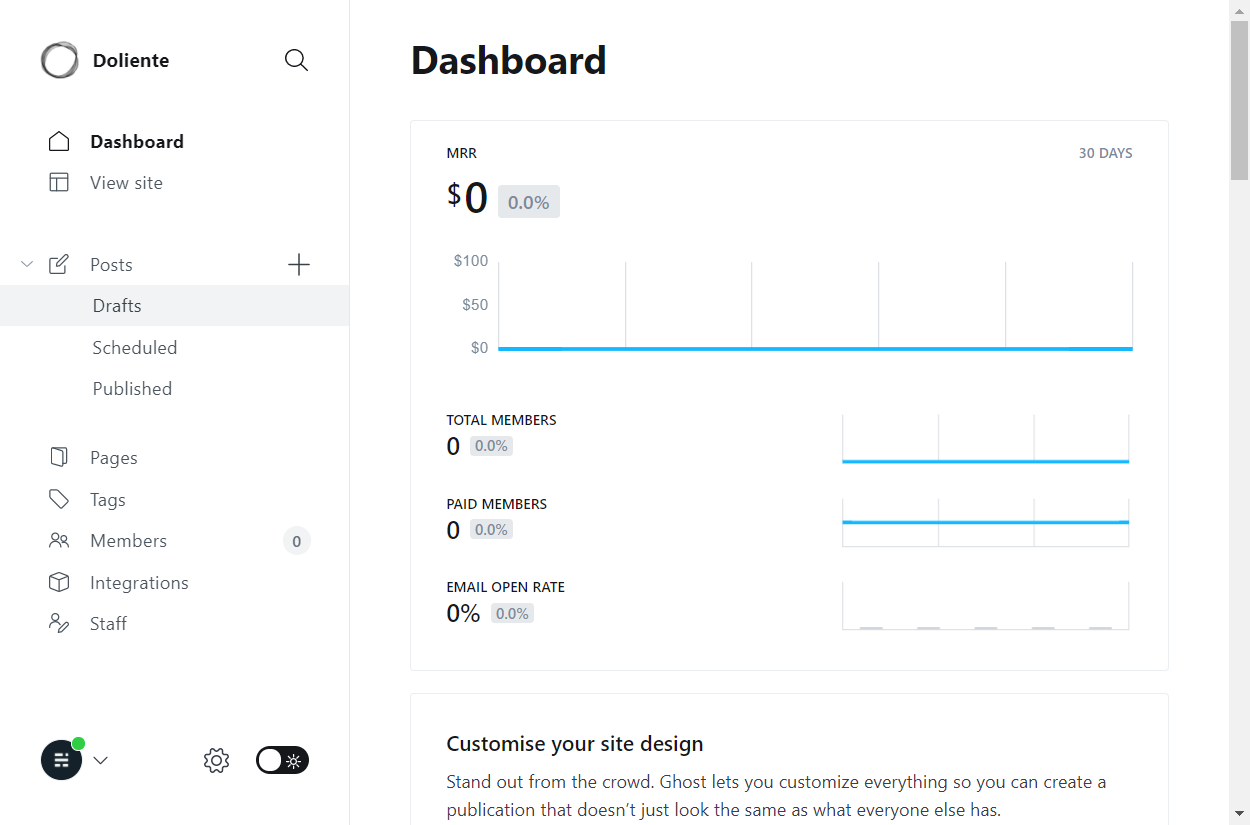 Doliente
Dashboard
View site
Posts
Drafts
Scheduled
Published
Pages
Tags
Members 0
Integrations
Staff
Dashboard
MRR 30 DAYS
$0 0.0%
$100
$50
$0
TOTAL MEMBERS
0 0.0%
PAID MEMBERS
0 0.0%
EMAIL OPEN RATE
0% 0.0%
Customise your site design
Stand out from the crowd. Ghost lets you customize everything so you can create a
publication that doesn’t just look the same as what everyone else has.